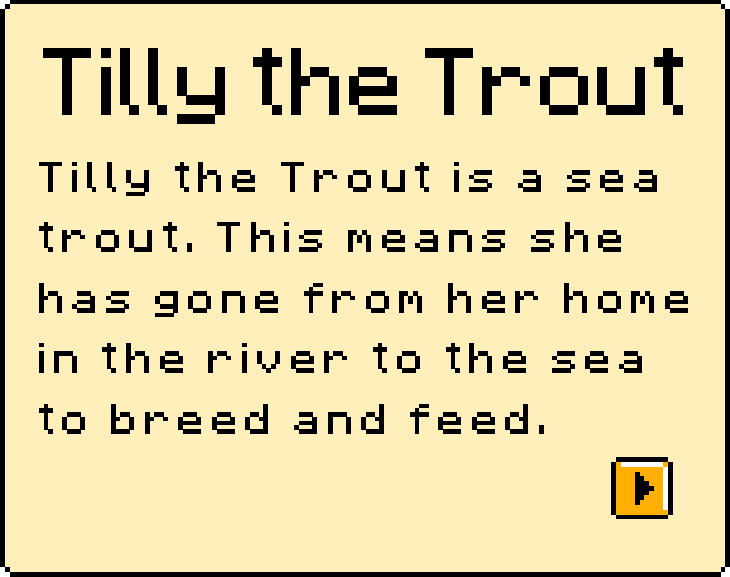 Tilly the Trout
Tilly the Trout is a sea
trout. This means she
has gone from her home
in the river to the sea
to breed and feed.